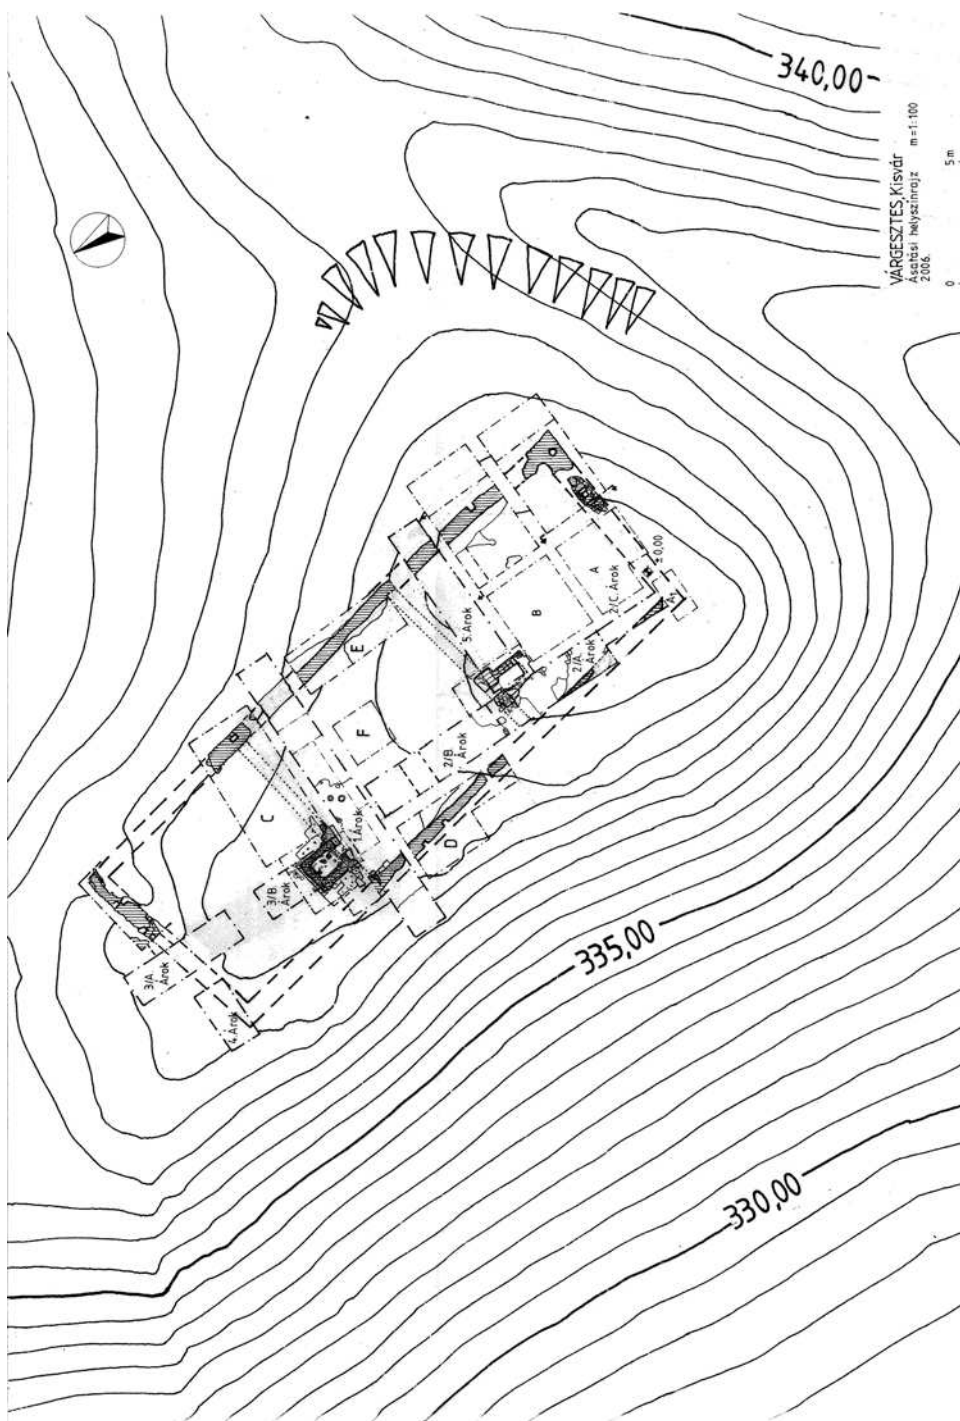 340,00
VÁRGESZTES, Kisvár
Ásatási helyszínrajz m=1:100
2006.
0 5 m
A
2/C. Árok
± 0,00
B
2/A.
Árok
5. Árok
E
F
2/B
Árok
C
1. Árok
D
3/B.
Árok
3/A.
Árok
4. Árok
335,00
330,00